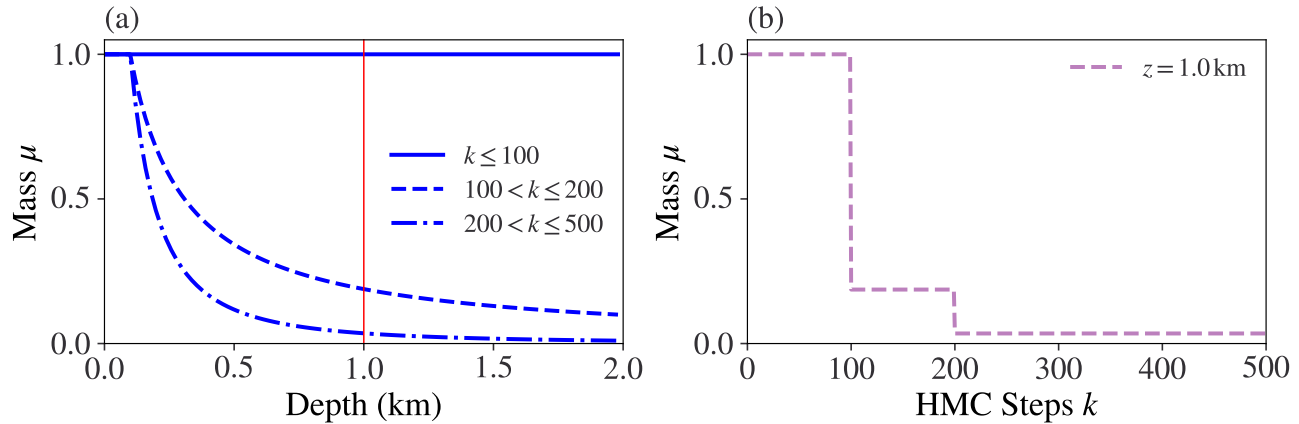 (a)
1.0
0.5
0.0
Mass μ
k ≤ 100
100 < k ≤ 200
200 < k ≤ 500
0.0 0.5 1.0 1.5 2.0
Depth (km)
(b)
1.0
0.5
0.0
Mass μ
z = 1.0 km
0 100 200 300 400 500
HMC Steps k